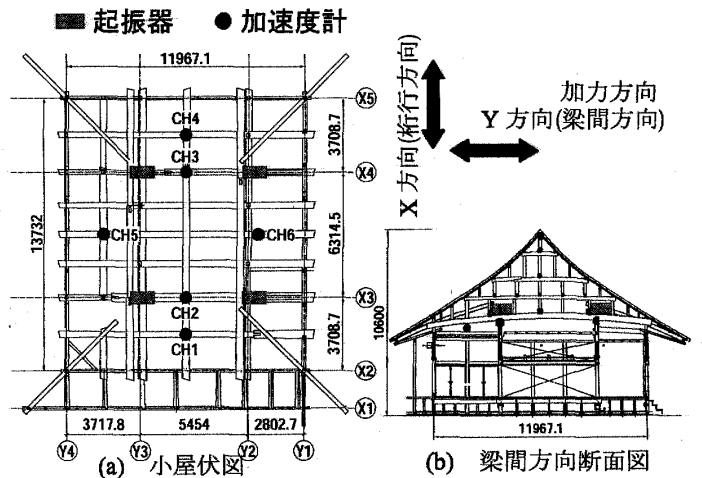 起振器 加速度計
11967.1
X5
CH4
3708.7
CH3
X4
13732
CH5
CH6
6314.5
X3
CH2
3708.7
CH1
X2
X1
3717.8 5454 2802.7
Y4 Y3 Y2 Y1
(a) 小屋伏図
X 方向(桁行方向)
加力方向
Y 方向(梁間方向)
10600
11967.1
(b) 梁間方向断面図